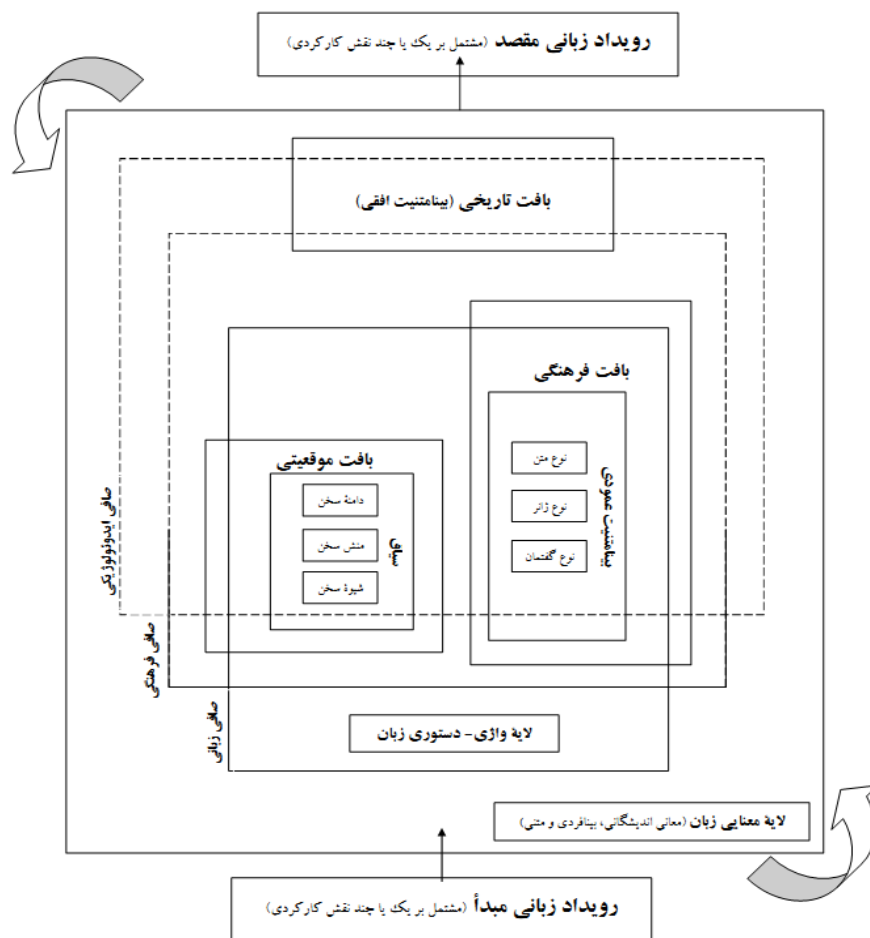 رویداد زبانی مقصد (مشتمل بر یک یا چند نقش کارکردی)
بافت تاریخی (بینامتنیت افقی)
بافت فرهنگی
بینامتنیت عمودی
نوع متن
نوع ژانر
نوع گفتمان
بافت موقعیتی
سیاق
دامنهٔ سخن
منش سخن
شیوهٔ سخن
صافی ایدوئولوژیکی
صافی فرهنگی
صافی زبانی
لایهٔ واژی- دستوری زبان
لایهٔ معنایی زبان (معانی اندیشگانی، بینافردی و متنی)
رویداد زبانی مبدأ (مشتمل بر یک یا چند نقش کارکردی)